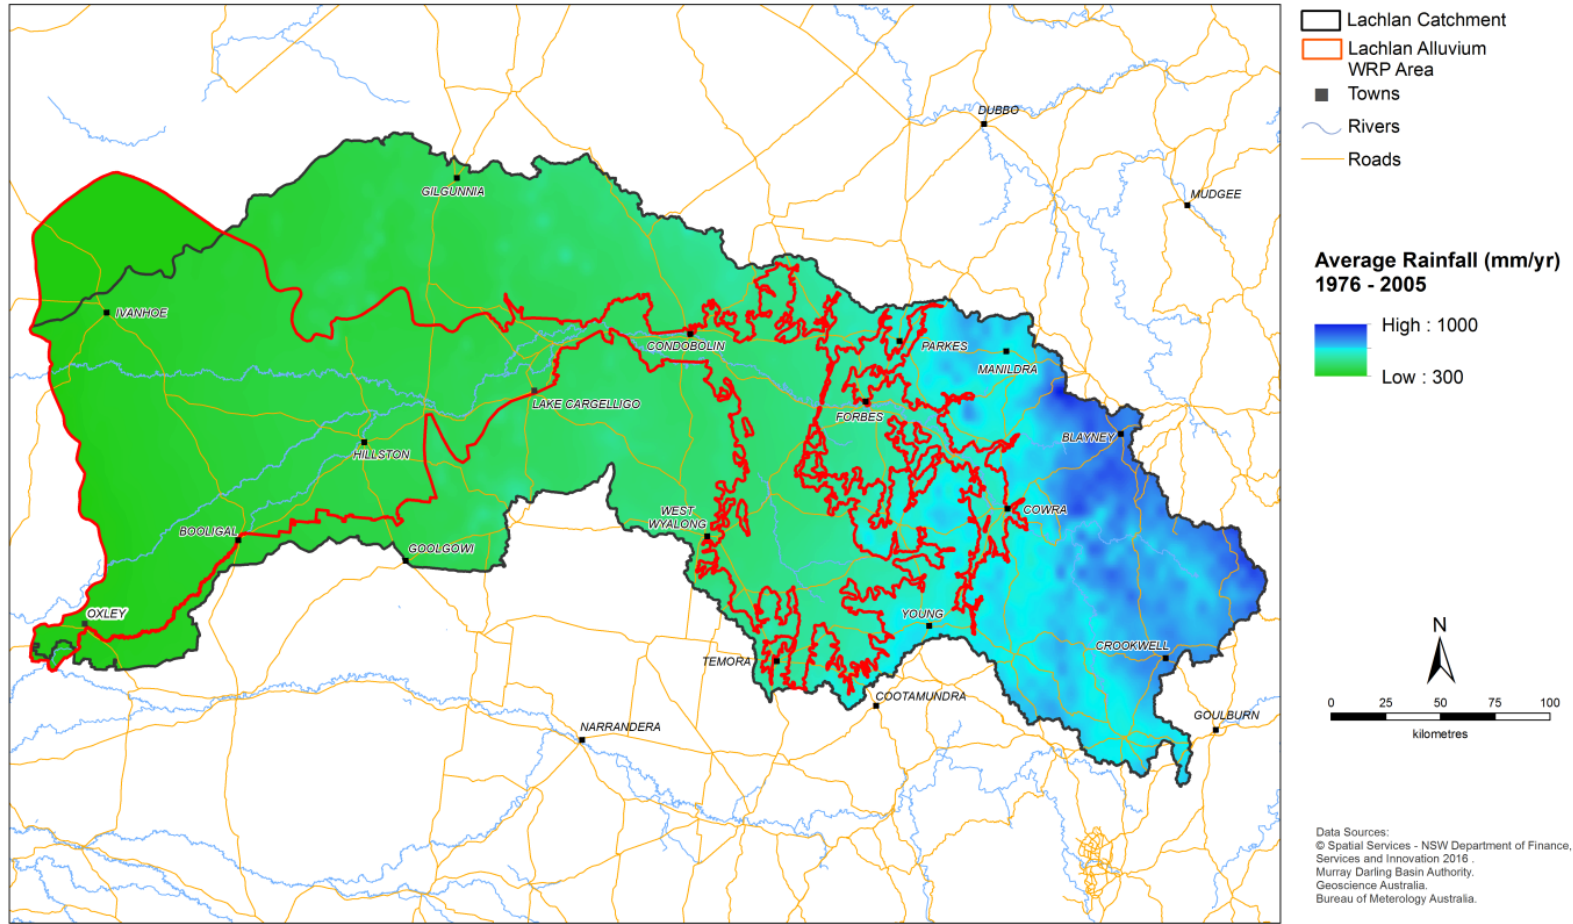 DUBBO
MUDGEE
GILGUNNIA
IVANHOE
CONDOBOLIN
PARKES
MANILDRA
LAKE CARGELLIGO
FORBES
BLAYNEY
HILLSTON
COWRA
WEST
WYALONG
BOOLIGAL
GOOLGOWI
OXLEY
YOUNG
CROOKWELL
TEMORA
COOTAMUNDRA
GOULBURN
NARRANDERA
Lachlan Catchment
Lachlan Alluvium
WRP Area
Towns
Rivers
Roads
Average Rainfall (mm/yr)
1976 - 2005
High : 1000
Low : 300
N
0 25 50 75 100
kilometres
Data Sources:
© Spatial Services - NSW Department of Finance,
Services and Innovation 2016 .
Murray Darling Basin Authority.
Geoscience Australia.
Bureau of Meterology Australia.